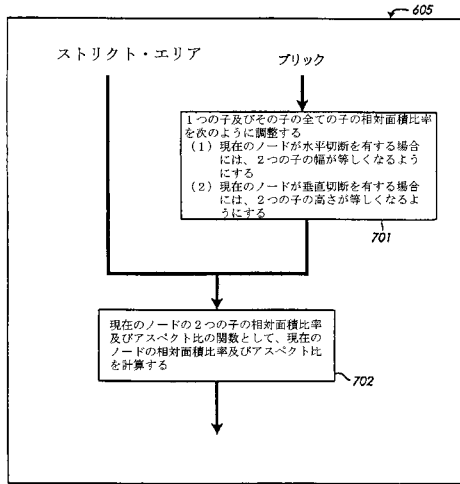 605
ストリクト・エリア
ブリック
1つの子及びその子の全ての子の相対面積比率
を次のように調整する
(1) 現在のノードが水平切断を有する場合
には、2つの子の幅が等しくなるよう
にする
(2) 現在のノードが垂直切断を有する場合
には、2つの子の高さが等しくなるよ
うにする
701
現在のノードの2つの子の相対面積比率
及びアスペクト比の関数として、現在の
ノードの相対面積比率及びアスペクト比
を計算する
702